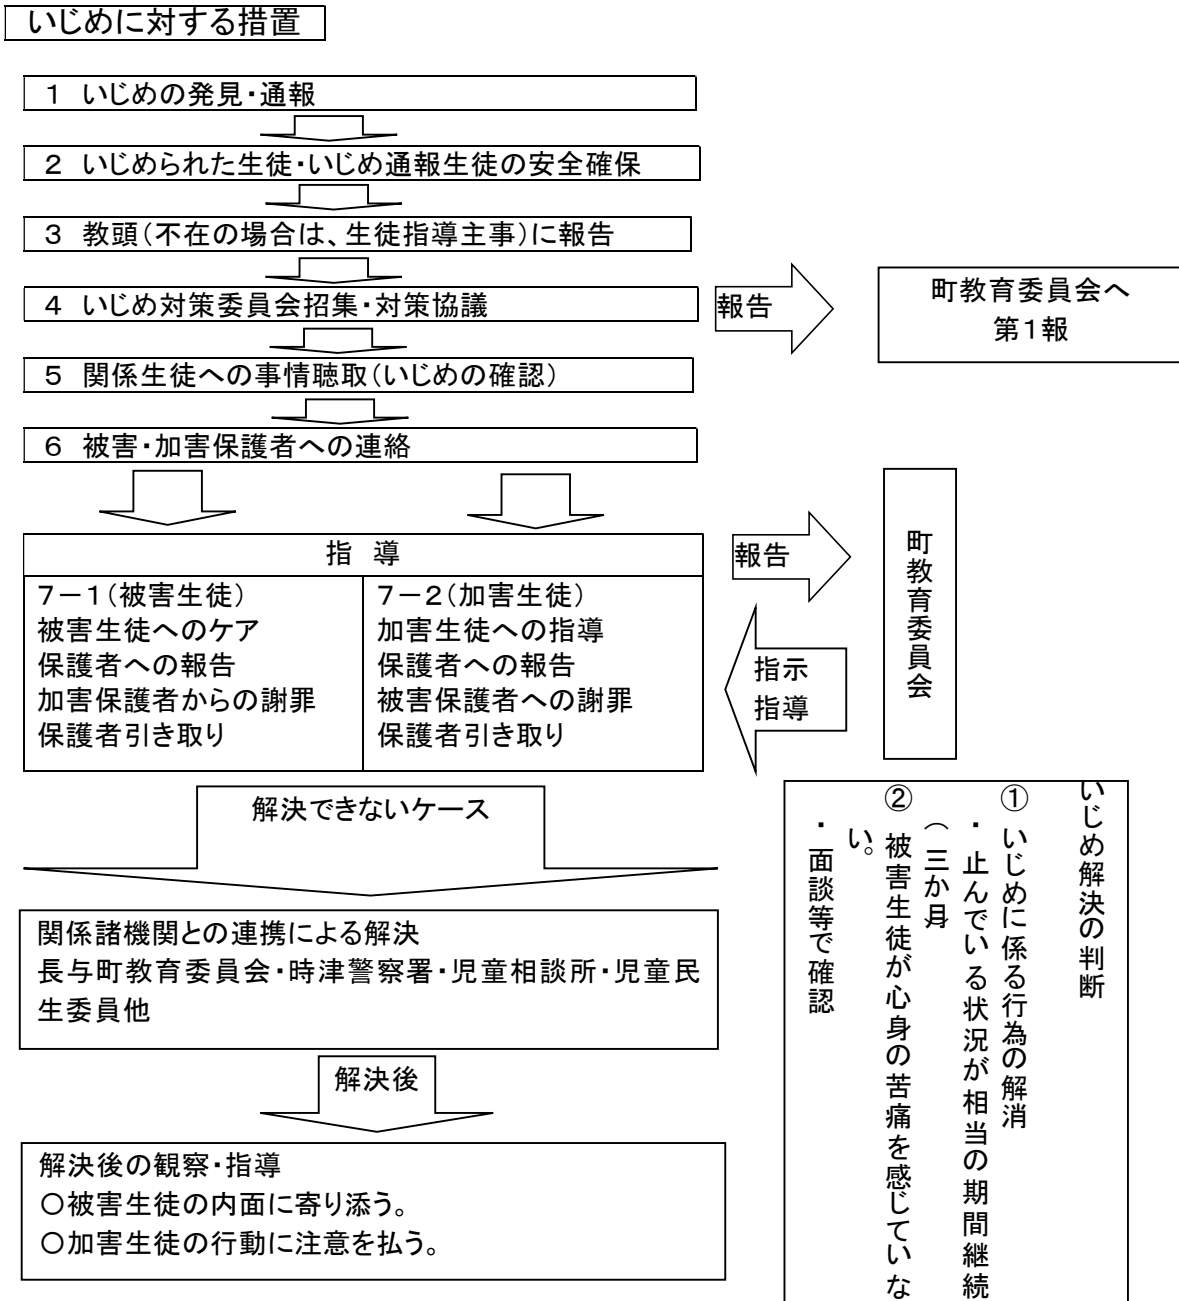 いじめに対する措置
1 いじめの発見・通報
2 いじめられた生徒・いじめ通報生徒の安全確保
3 教頭(不在の場合は、生徒指導主事)に報告
4 いじめ対策委員会招集・対策協議
報告
町教育委員会へ
第1報
5 関係生徒への事情聴取(いじめの確認)
6 被害・加害保護者への連絡
指 導
7-1(被害生徒)
被害生徒へのケア
保護者への報告
加害保護者からの謝罪
保護者引き取り
7-2(加害生徒)
加害生徒への指導
保護者への報告
被害保護者への謝罪
保護者引き取り
報告
指示
指導
町教育委員会
解決できないケース
関係諸機関との連携による解決
長与町教育委員会・時津警察署・児童相談所・児童民
生委員他
解決後
解決後の観察・指導
○被害生徒の内面に寄り添う。
○加害生徒の行動に注意を払う。
いじめ解決の判断
① いじめに係る行為の解消
・止んでいる状況が相当の期間継続
(三か月
② 被害生徒が心身の苦痛を感じていな
い。
・面談等で確認